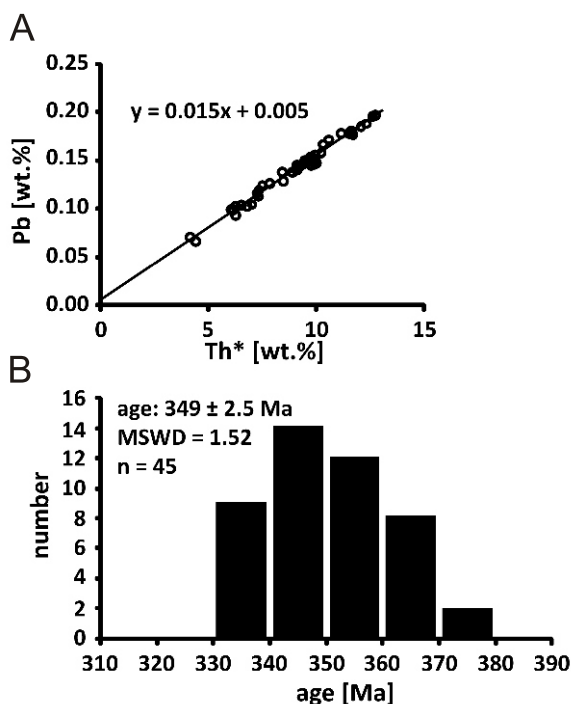 A
0.25
0.20
0.15
0.10
0.05
0.00
Pb [wt.%]
y = 0.015x + 0.005
0 5 10 15
Th* [wt.%]
B
16
14
12
10
8
6
4
2
0
number
age: 349 ± 2.5 Ma
MSWD = 1.52
n = 45
310 320 330 340 350 360 370 380 390
age [Ma]